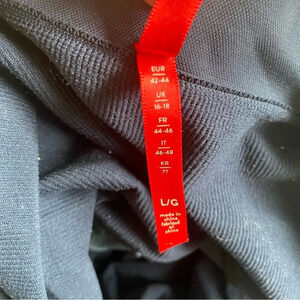 EUR
42-44
UK
16-18
FR
44-46
IT
46-48
KR
77
L/G
made in
china
fabriqué
en
chine